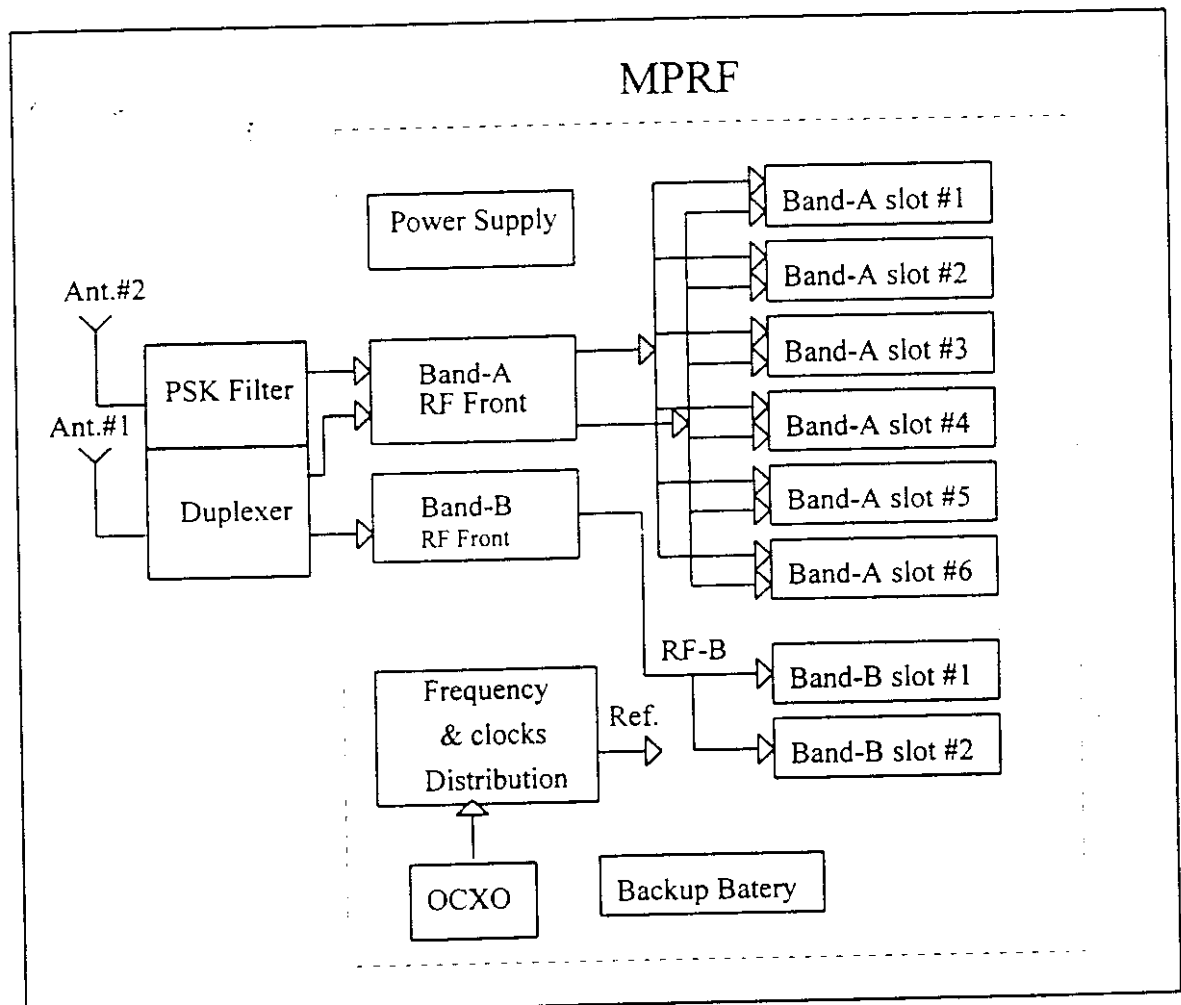 MPRF
Power Supply
Ant.#2
Ant.#1
PSK Filter
Duplexer
Band-A
RF Front
Band-B
RF Front
Band-A slot #1
Band-A slot #2
Band-A slot #3
Band-A slot #4
Band-A slot #5
Band-A slot #6
RF-B
Band-B slot #1
Band-B slot #2
Frequency
& clocks
Distribution
Ref.
OCXO
Backup Batery